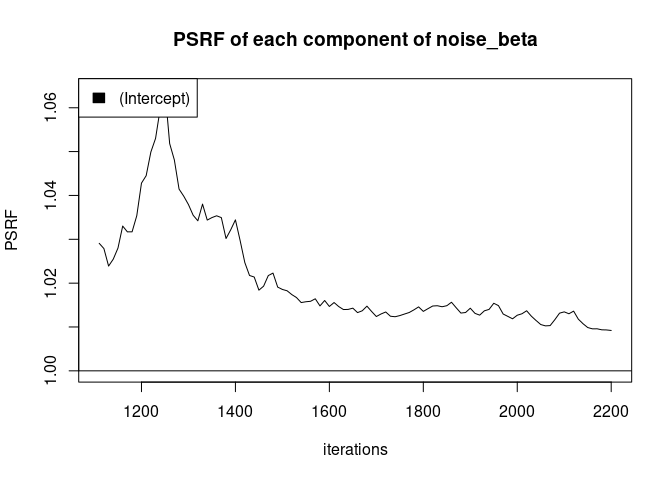 PSRF of each component of noise_beta
(Intercept)
PSRF
1.06
1.04
1.02
1.00
1200 1400 1600 1800 2000 2200
iterations